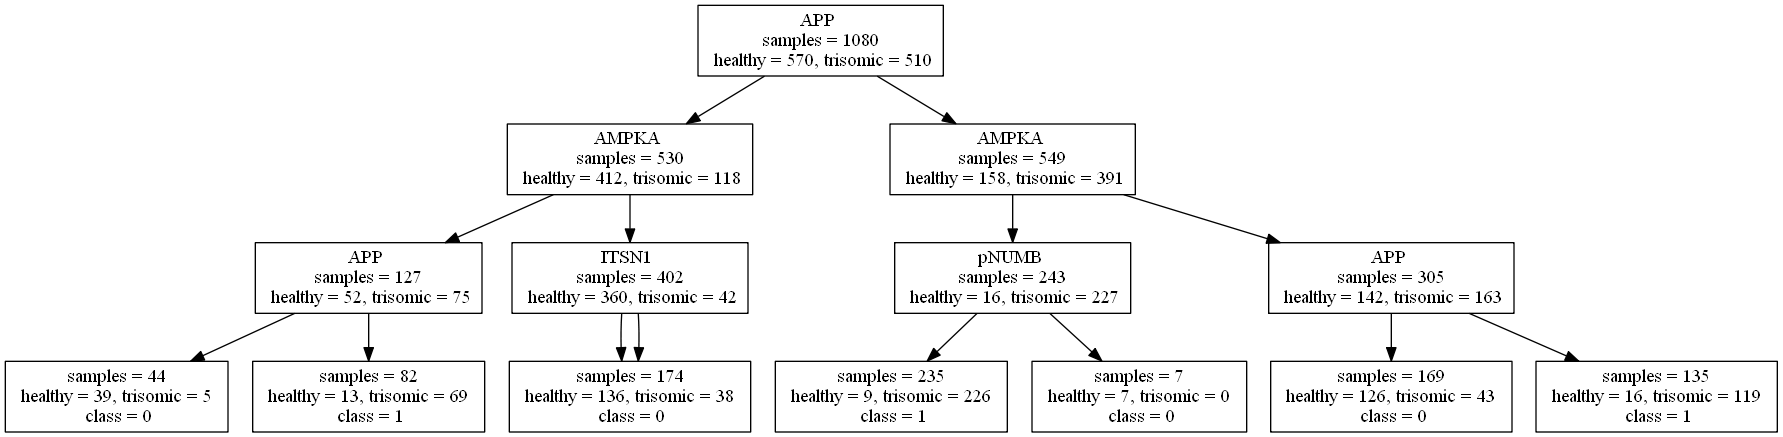 APP
samples = 1080
healthy = 570, trisomic = 510
AMPKA
samples = 530
healthy = 412, trisomic = 118
AMPKA
samples = 549
healthy = 158, trisomic = 391
APP
samples = 127
healthy = 52, trisomic = 75
ITSN1
samples = 402
healthy = 360, trisomic = 42
pNUMB
samples = 243
healthy = 16, trisomic = 227
APP
samples = 305
healthy = 142, trisomic = 163
samples = 44
healthy = 39, trisomic = 5
class = 0
samples = 82
healthy = 13, trisomic = 69
class = 1
samples = 174
healthy = 136, trisomic = 38
class = 0
samples = 235
healthy = 9, trisomic = 226
class = 1
samples = 7
healthy = 7, trisomic = 0
class = 0
samples = 169
healthy = 126, trisomic = 43
class = 0
samples = 135
healthy = 16, trisomic = 119
class = 1